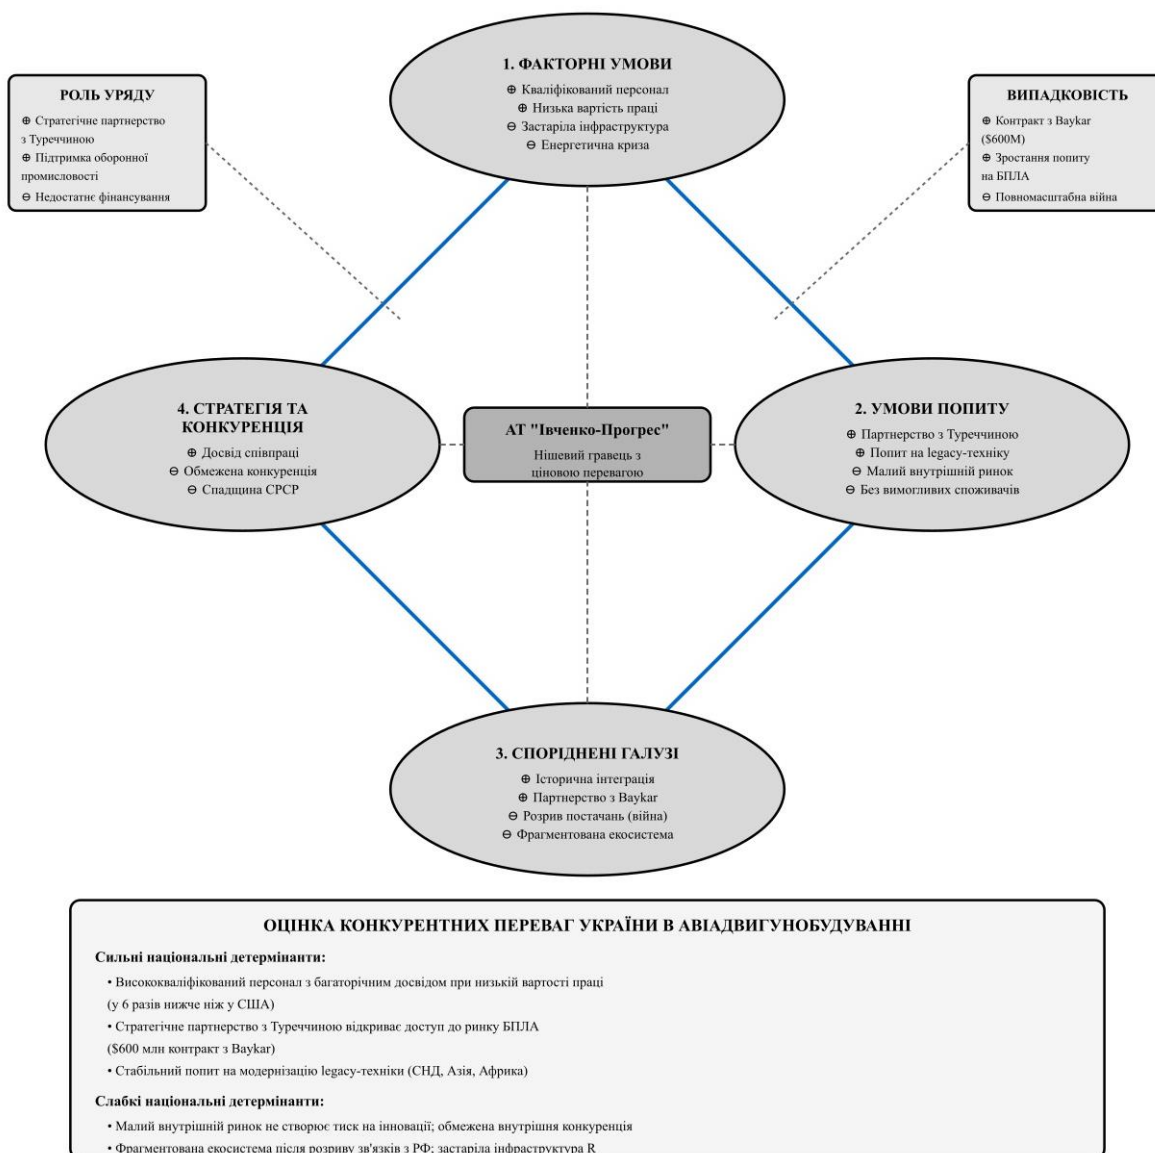 1. ФАКТОРНІ УМОВИ
⊕ Кваліфікований персонал
⊕ Низька вартість праці
⊖ Застаріла інфраструктура
⊖ Енергетична криза
РОЛЬ УРЯДУ
⊕ Стратегічне партнерство
з Туреччиною
⊕ Підтримка оборонної
промисловості
⊖ Недостатнє фінансування
ВИПАДКОВІСТЬ
⊕ Контракт з Baykar
($600M)
⊕ Зростання попиту
на БПЛА
⊖ Повномасштабна війна
4. СТРАТЕГІЯ ТА
КОНКУРЕНЦІЯ
⊕ Досвід співпраці
⊖ Обмежена конкуренція
⊖ Спадщина СРСР
АТ "Івченко-Прогрес"
Нішевий гравець з
ціновою перевагою
2. УМОВИ ПОПИТУ
⊕ Партнерство з Туреччиною
⊕ Попит на legacy-техніку
⊖ Малий внутрішній ринок
⊖ Без вимогливих споживачів
3. СПОРІДНЕНІ ГАЛУЗІ
⊕ Історична інтеграція
⊕ Партнерство з Baykar
⊖ Розрив постачань (війна)
⊖ Фрагментована екосистема
ОЦІНКА КОНКУРЕНТНИХ ПЕРЕВАГ УКРАЇНИ В АВІАДВИГУНОБУДУВАННІ
Сильні національні детермінанти:
• Висококваліфікований персонал з багаторічним досвідом при низькій вартості праці
(у 6 разів нижче ніж у США)
• Стратегічне партнерство з Туреччиною відкриває доступ до ринку БПЛА
($600 млн контракт з Baykar)
• Стабільний попит на модернізацію legacy-техніки (СНД, Азія, Африка)
Слабкі національні детермінанти:
• Малий внутрішній ринок не створює тиск на інновації; обмежена внутрішня конкуренція
• Фрагментована екосистема після розриву зв'язків з РФ; застаріла інфраструктура R